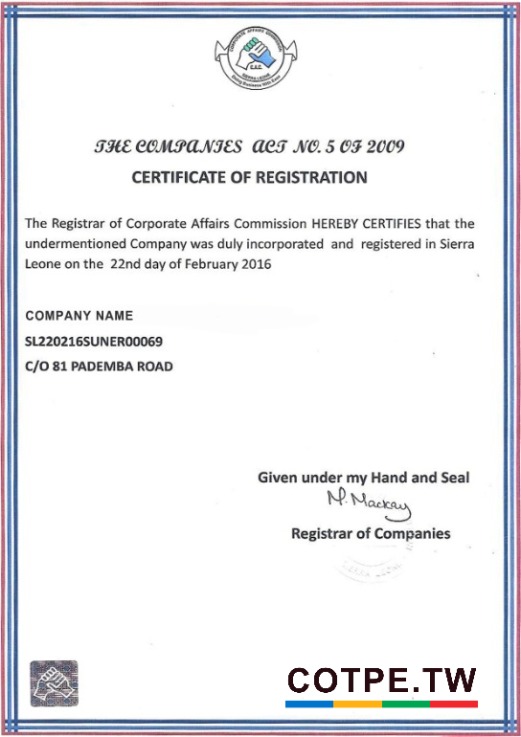 CORPORATE AFFAIRS COMMISSION
C.A.C.
SIERRA LEONE
Doing Business With Ease
THE COMPANIES ACT NO. 5 OF 2009
CERTIFICATE OF REGISTRATION
The Registrar of Corporate Affairs Commission HEREBY CERTIFIES that the
undermentioned Company was duly incorporated and registered in Sierra
Leone on the 22nd day of February 2016
COMPANY NAME
SL220216SUNER00069
C/O 81 PADEMBA ROAD
Given under my Hand and Seal
M. Mackay
Registrar of Companies
COTPE.TW